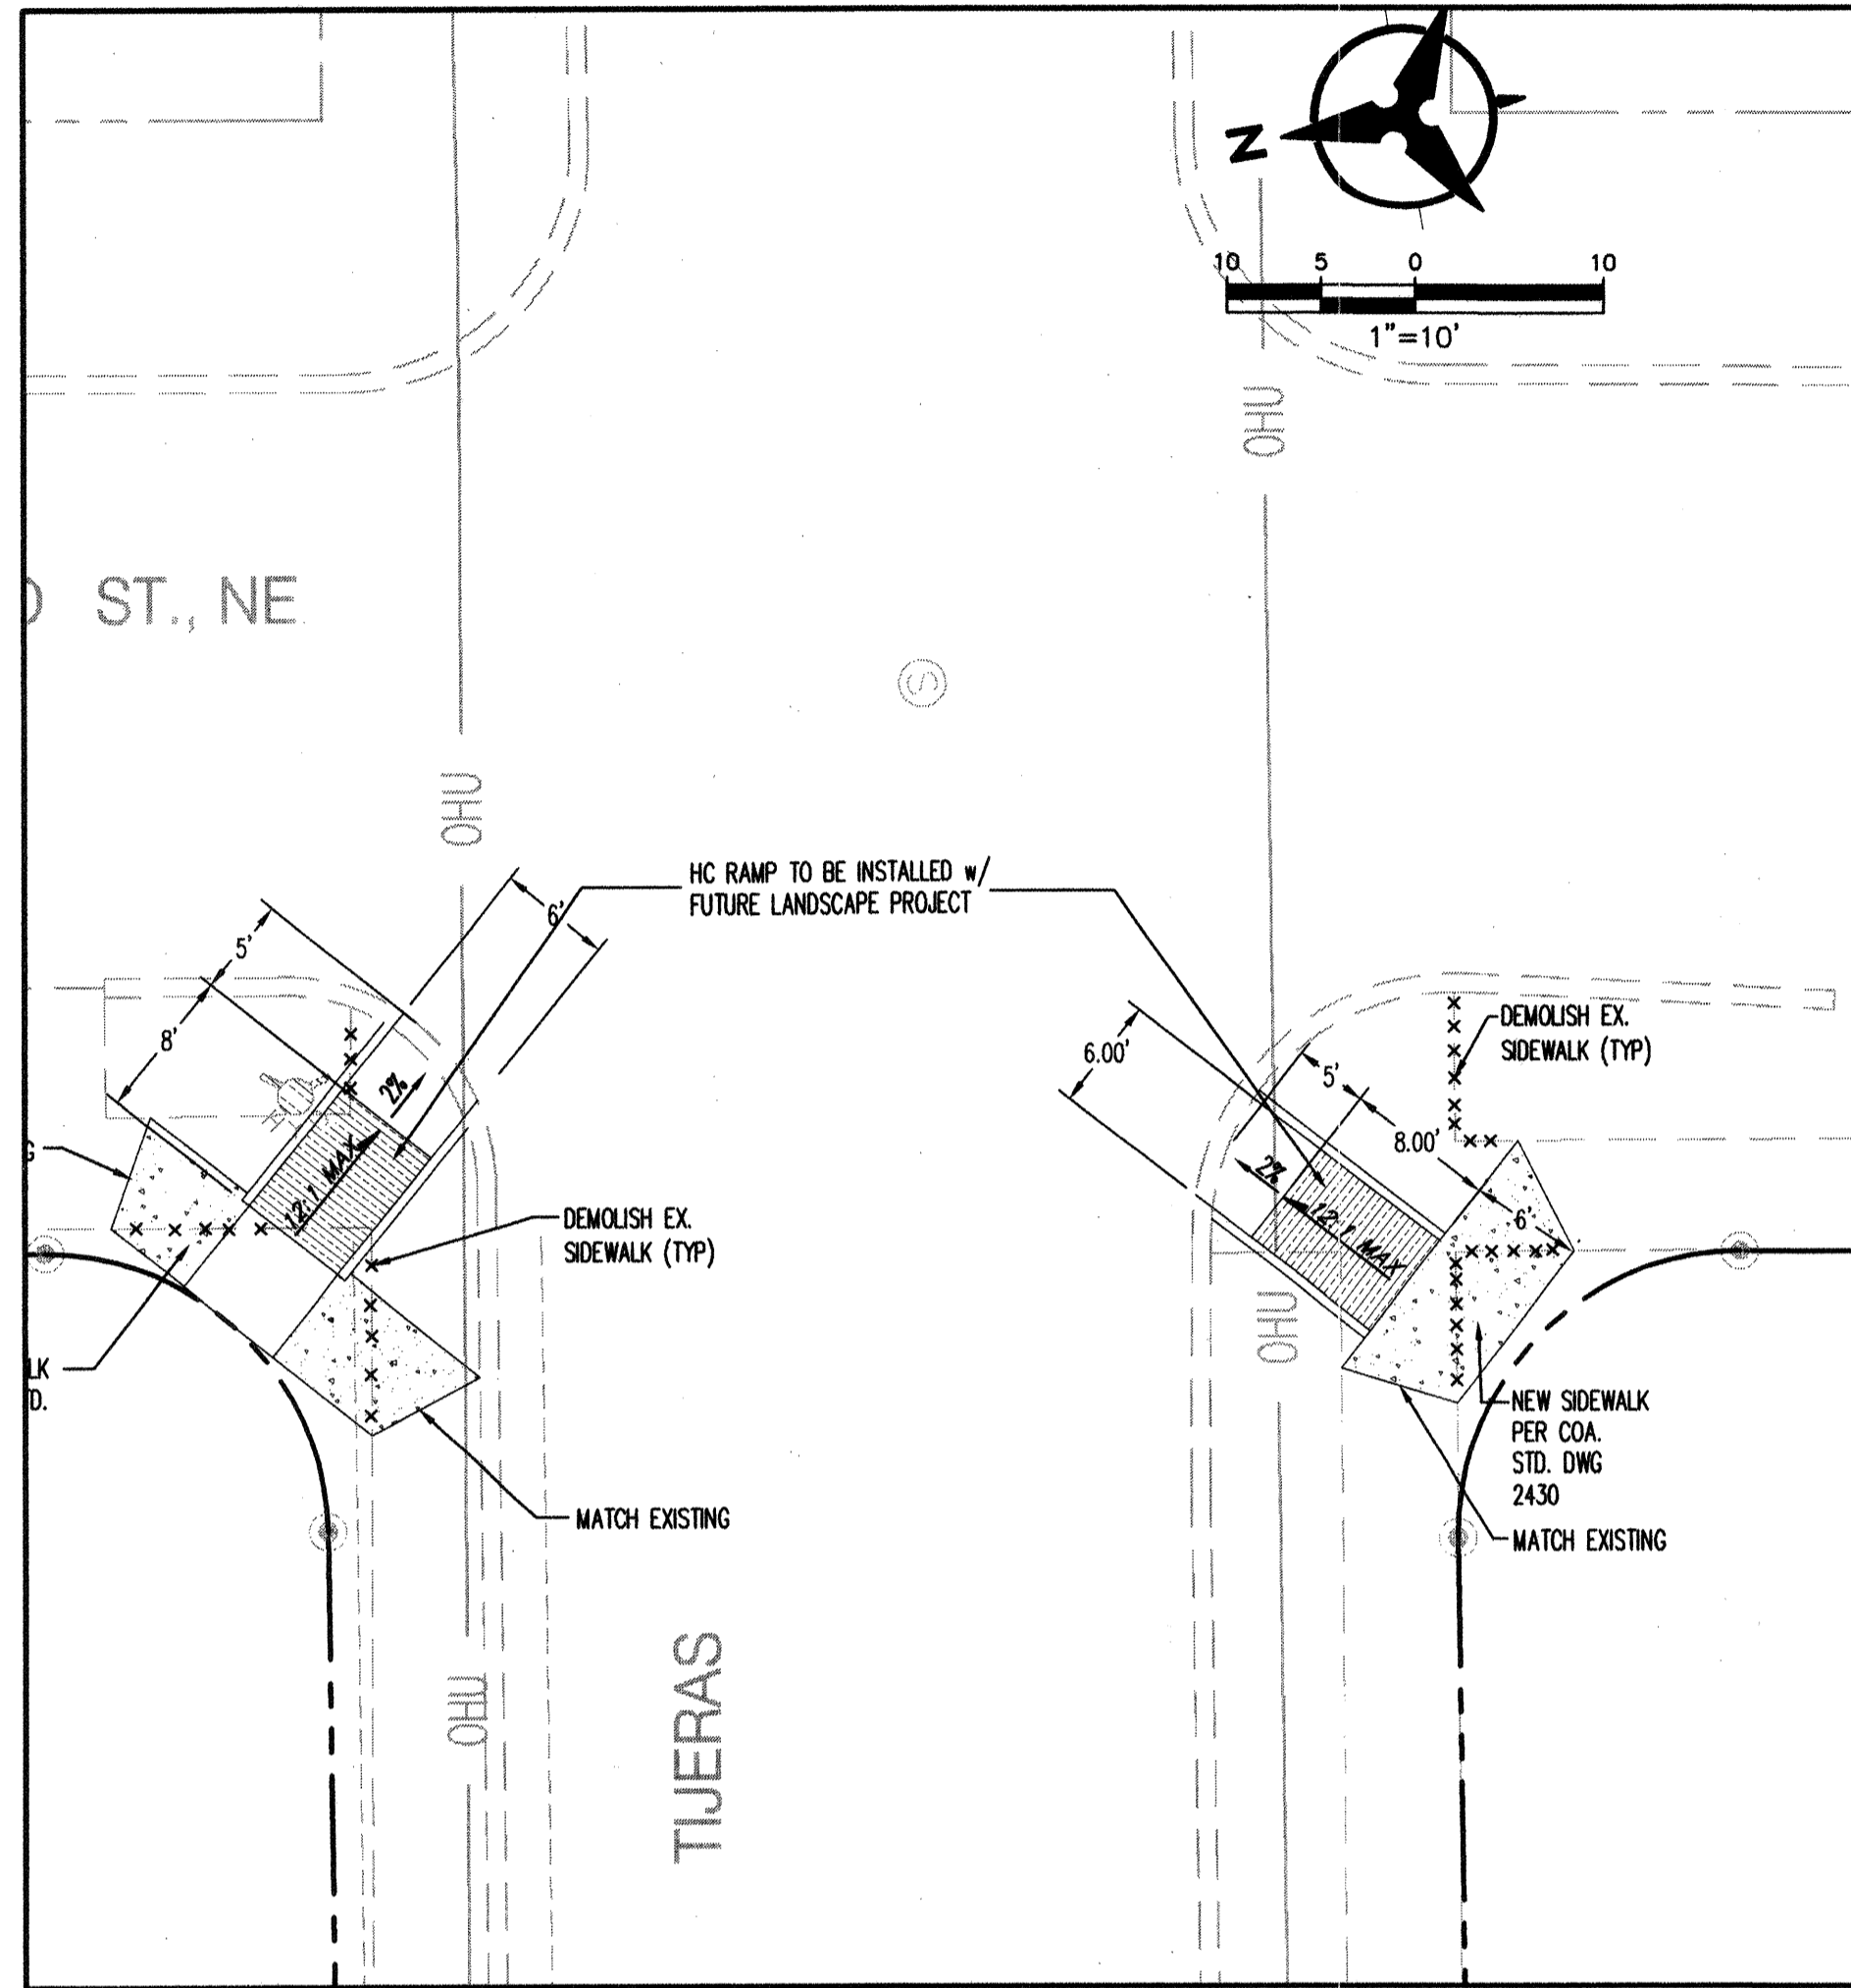 N
10 5 0 10
1"=10'
OHU
ST., NE
S
OHU
HC RAMP TO BE INSTALLED w/
FUTURE LANDSCAPE PROJECT
6'
5'
8'
2%
12:1 MAX
H
6.00'
5'
8.00'
6'
2%
12:1 MAX
DEMOLISH EX.
SIDEWALK (TYP)
DEMOLISH EX.
SIDEWALK (TYP)
OHU
LK
D.
NEW SIDEWALK
PER COA.
STD. DWG
2430
MATCH EXISTING
MATCH EXISTING
OHU
TIJERAS